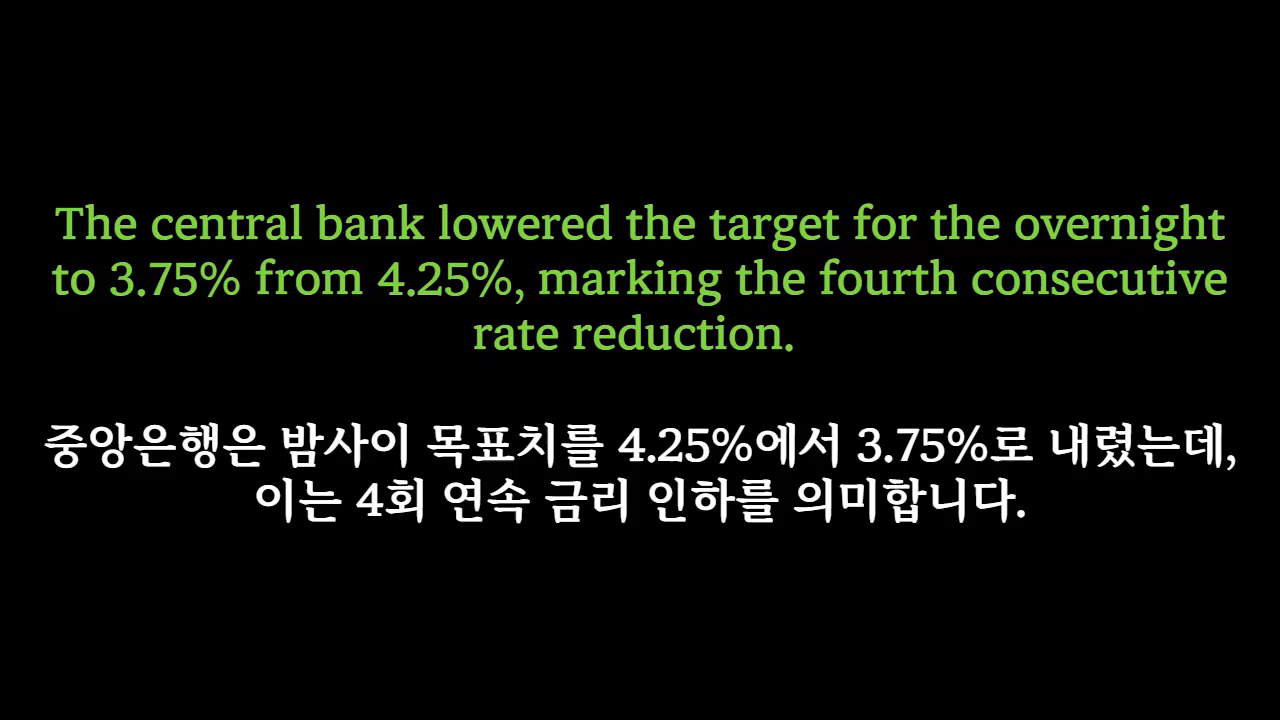 The central bank lowered the target for the overnight
to 3.75% from 4.25%, marking the fourth consecutive
rate reduction.
중앙은행은 밤사이 목표치를 4.25%에서 3.75%로 내렸는데,
이는 4회 연속 금리 인하를 의미합니다.